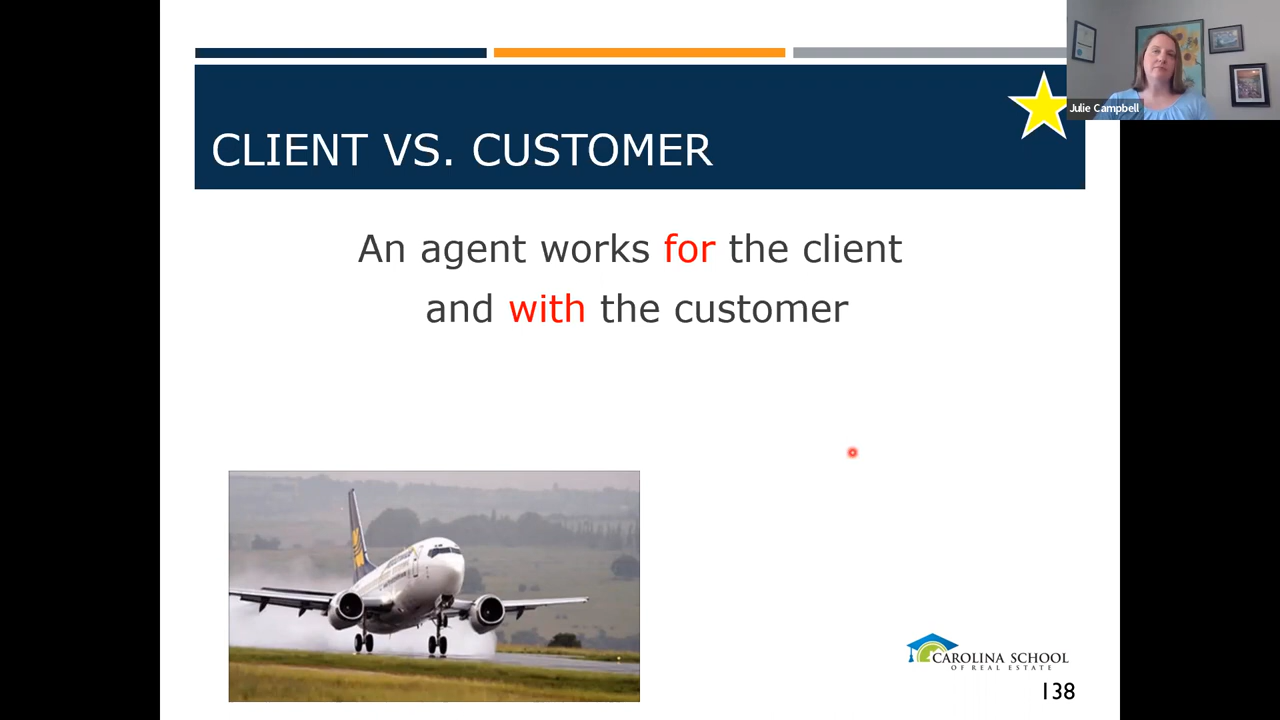 Julie Campbell
CLIENT VS. CUSTOMER
An agent works for the client
and with the customer
CAROLINA SCHOOL
OF REAL ESTATE
138